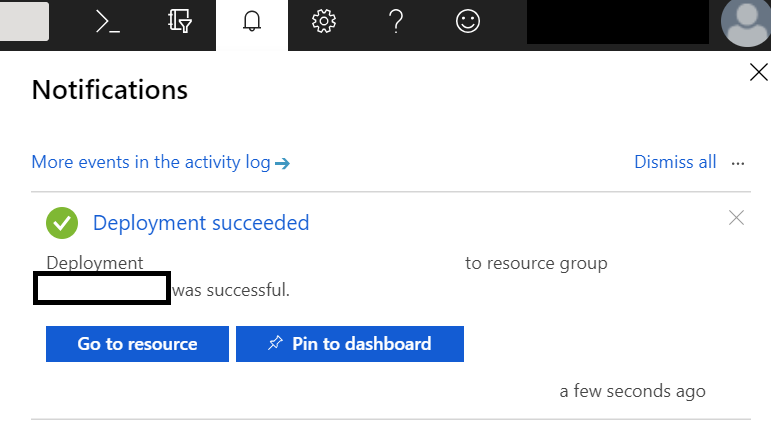 Notifications
More events in the activity log →
Dismiss all ...
Deployment succeeded
Deployment to resource group
was successful.
Go to resource
Pin to dashboard
a few seconds ago